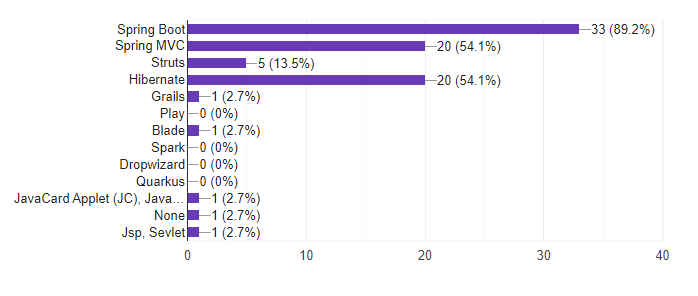 Spring Boot 33 (89.2%)
Spring MVC 20 (54.1%)
Struts 5 (13.5%)
Hibernate 20 (54.1%)
Grails 1 (2.7%)
Play 0 (0%)
Blade 1 (2.7%)
Spark 0 (0%)
Dropwizard 0 (0%)
Quarkus 0 (0%)
JavaCard Applet (JC), Java… 1 (2.7%)
None 1 (2.7%)
Jsp, Sevlet 1 (2.7%)
0 10 20 30 40